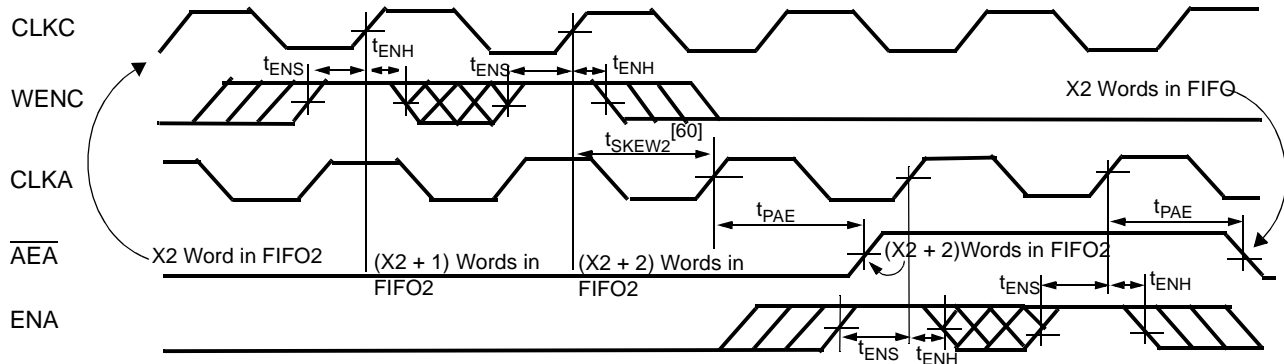 CLKC
tENS
tENH
tENS
tENH
WENC
X2 Words in FIFO
[60]
tSKEW2
CLKA
tPAE
tPAE
AEA
X2 Word in FIFO2
(X2 + 1) Words in
FIFO2
(X2 + 2) Words in
FIFO2
(X2 + 2)Words in FIFO2
tENS
tENH
ENA
tENS
tENH